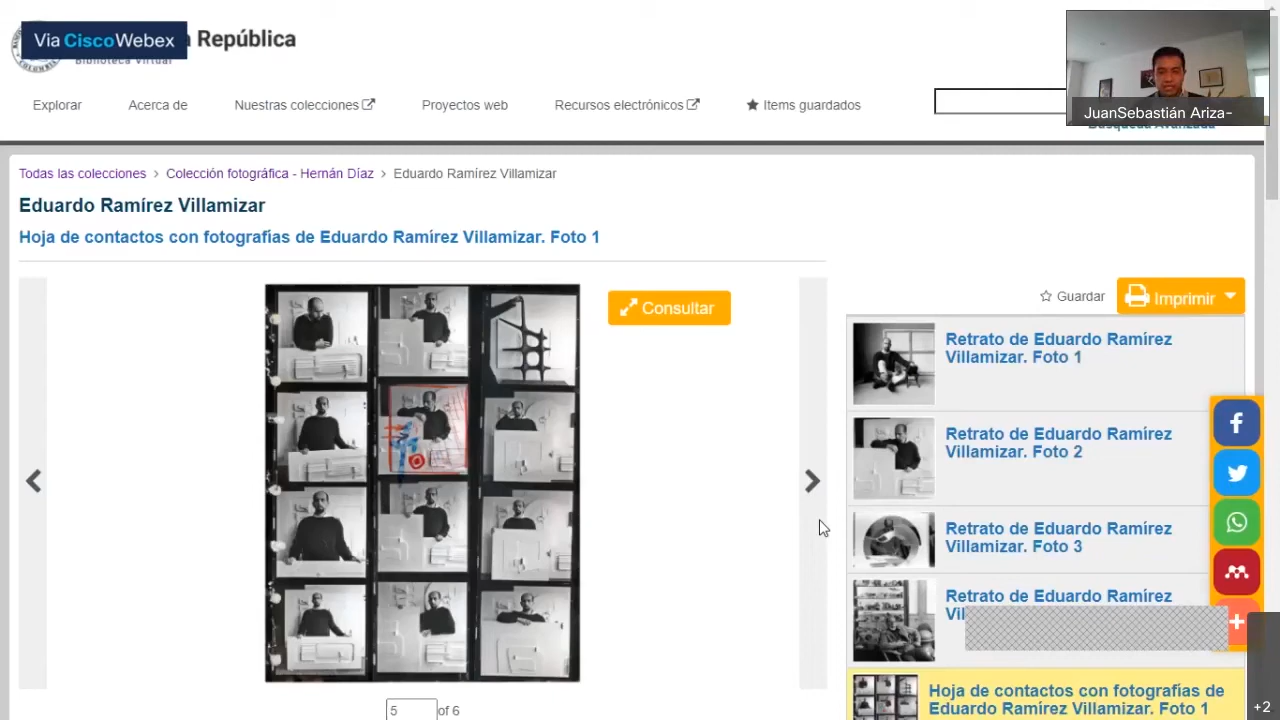 Via CiscoWebex
República
Biblioteca Virtual
Explorar
Acerca de
Nuestras colecciones
Proyectos web
Recursos electrónicos
Items guardados
JuanSebastián Ariza-
Búsqueda Avanzada
Todas las colecciones > Colección fotográfica - Hernán Díaz > Eduardo Ramírez Villamizar
Eduardo Ramírez Villamizar
Hoja de contactos con fotografías de Eduardo Ramírez Villamizar. Foto 1
Consultar
Guardar
Imprimir
Retrato de Eduardo Ramírez
Villamizar. Foto 1
Retrato de Eduardo Ramírez
Villamizar. Foto 2
Retrato de Eduardo Ramírez
Villamizar. Foto 3
Retrato de Eduardo Ramírez
Hoja de contactos con fotografías de
Eduardo Ramírez Villamizar. Foto 1
5 of 6
+2